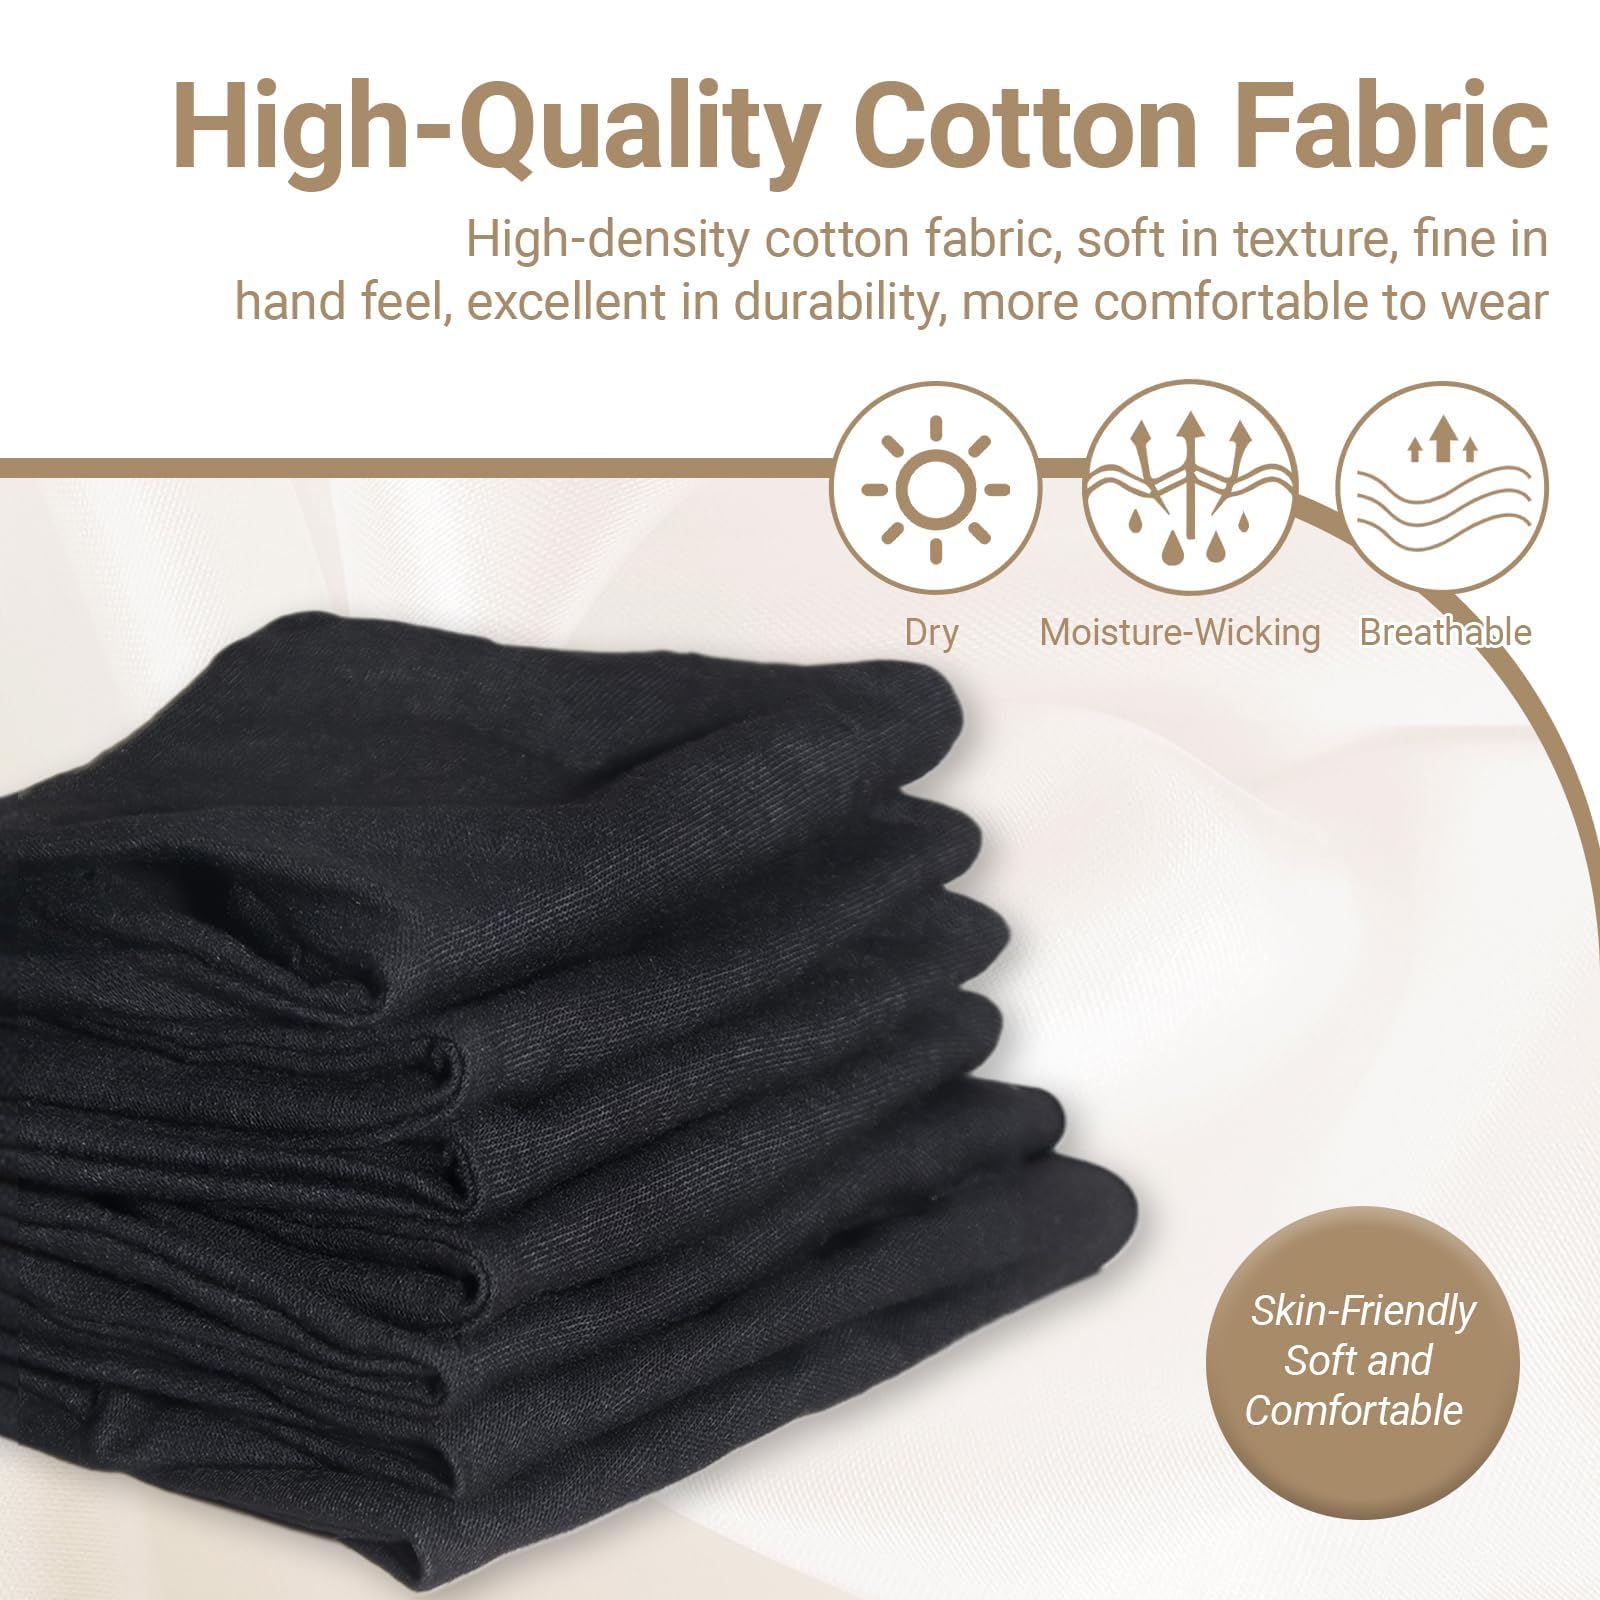 High-Quality Cotton Fabric
High-density cotton fabric, soft in texture, fine in
hand feel, excellent in durability, more comfortable to wear
Dry
Moisture-Wicking
Breathable
Skin-Friendly
Soft and
Comfortable